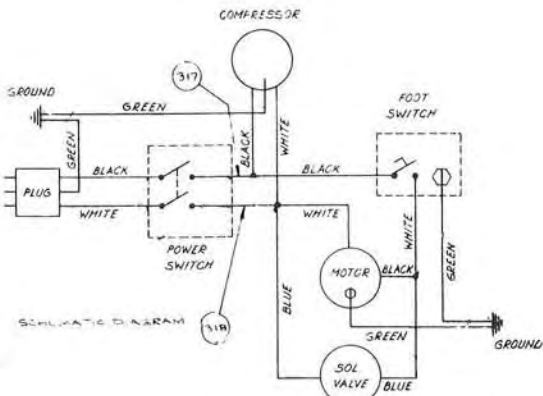 COMPRESSOR
317
GROUND
GREEN
FOOT
SWITCH
GREEN
BLACK
WHITE
BLACK
BLACK
PLUG
WHITE
WHITE
WHITE
GREEN
POWER
SWITCH
MOTOR
BLACK
BLUE
SCHEMATIC DIAGRAM
318
GREEN
GROUND
SOL.
VALVE
BLUE